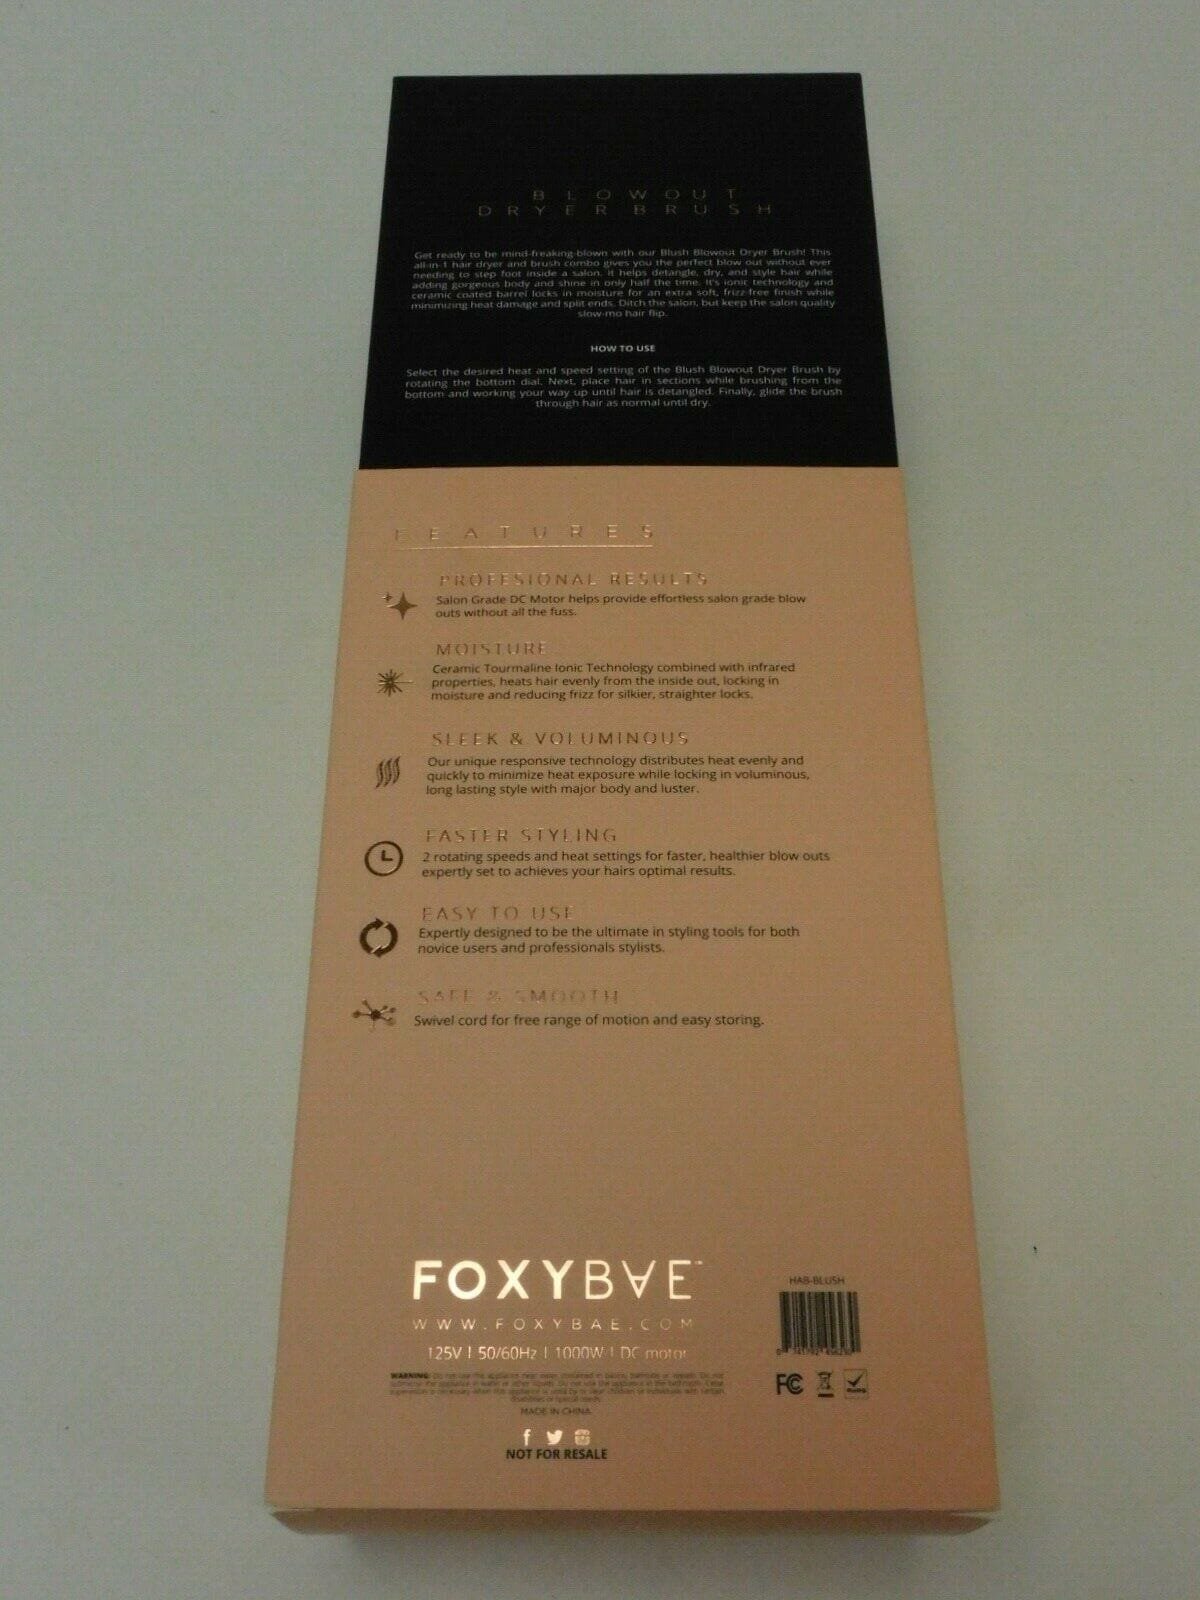 BLOWOUT
DRYER BRUSH
Get ready to be mind-freaking-blown with our Blush Blowout Dryer Brush! This
all-in-1 hair dryer and brush combo gives you the perfect blow out without ever
needing to step foot inside a salon. It helps detangle, dry, and style hair while
adding gorgeous body and shine in only half the time. It's ionic technology and
ceramic coated barrel locks in moisture for an extra soft, frizz-free finish while
minimizing heat damage and split ends. Ditch the salon, but keep the salon quality
slow-mo hair flip.
HOW TO USE
Select the desired heat and speed setting of the Blush Blowout Dryer Brush by
rotating the bottom dial. Next, place hair in sections while brushing from the
bottom and working your way up until hair is detangled. Finally, glide the brush
through hair as normal until dry.
FEATURES
PROFESIONAL RESULTS
Salon Grade DC Motor helps provide effortless salon grade blow
outs without all the fuss.
MOISTURE
Ceramic Tourmaline Ionic Technology combined with infrared
properties, heats hair evenly from the inside out, locking in
moisture and reducing frizz for silkier, straighter locks.
SLEEK & VOLUMINOUS
Our unique responsive technology distributes heat evenly and
quickly to minimize heat exposure while locking in voluminous,
long lasting style with major body and luster.
FASTER STYLING
2 rotating speeds and heat settings for faster, healthier blow outs
expertly set to achieves your hairs optimal results.
EASY TO USE
Expertly designed to be the ultimate in styling tools for both
novice users and professionals stylists.
SAFE & SMOOTH
Swivel cord for free range of motion and easy storing.
FOXYBAE™
WWW.FOXYBAE.COM
125V | 50/60Hz | 1000W | DC motor
WARNING: Do not use this appliance near water
MADE IN CHINA
NOT FOR RESALE
HAB-BLUSH
FC
RoHS